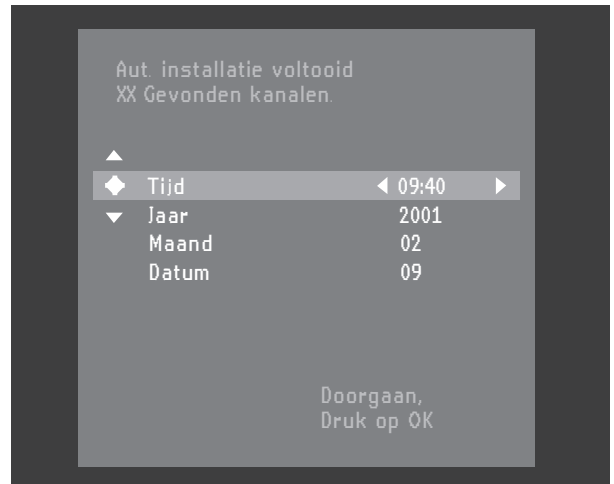 Aut. installatie voltooid
XX Gevonden kanalen.
Tijd 09:40
Jaar 2001
Maand 02
Datum 09
Doorgaan,
Druk op OK